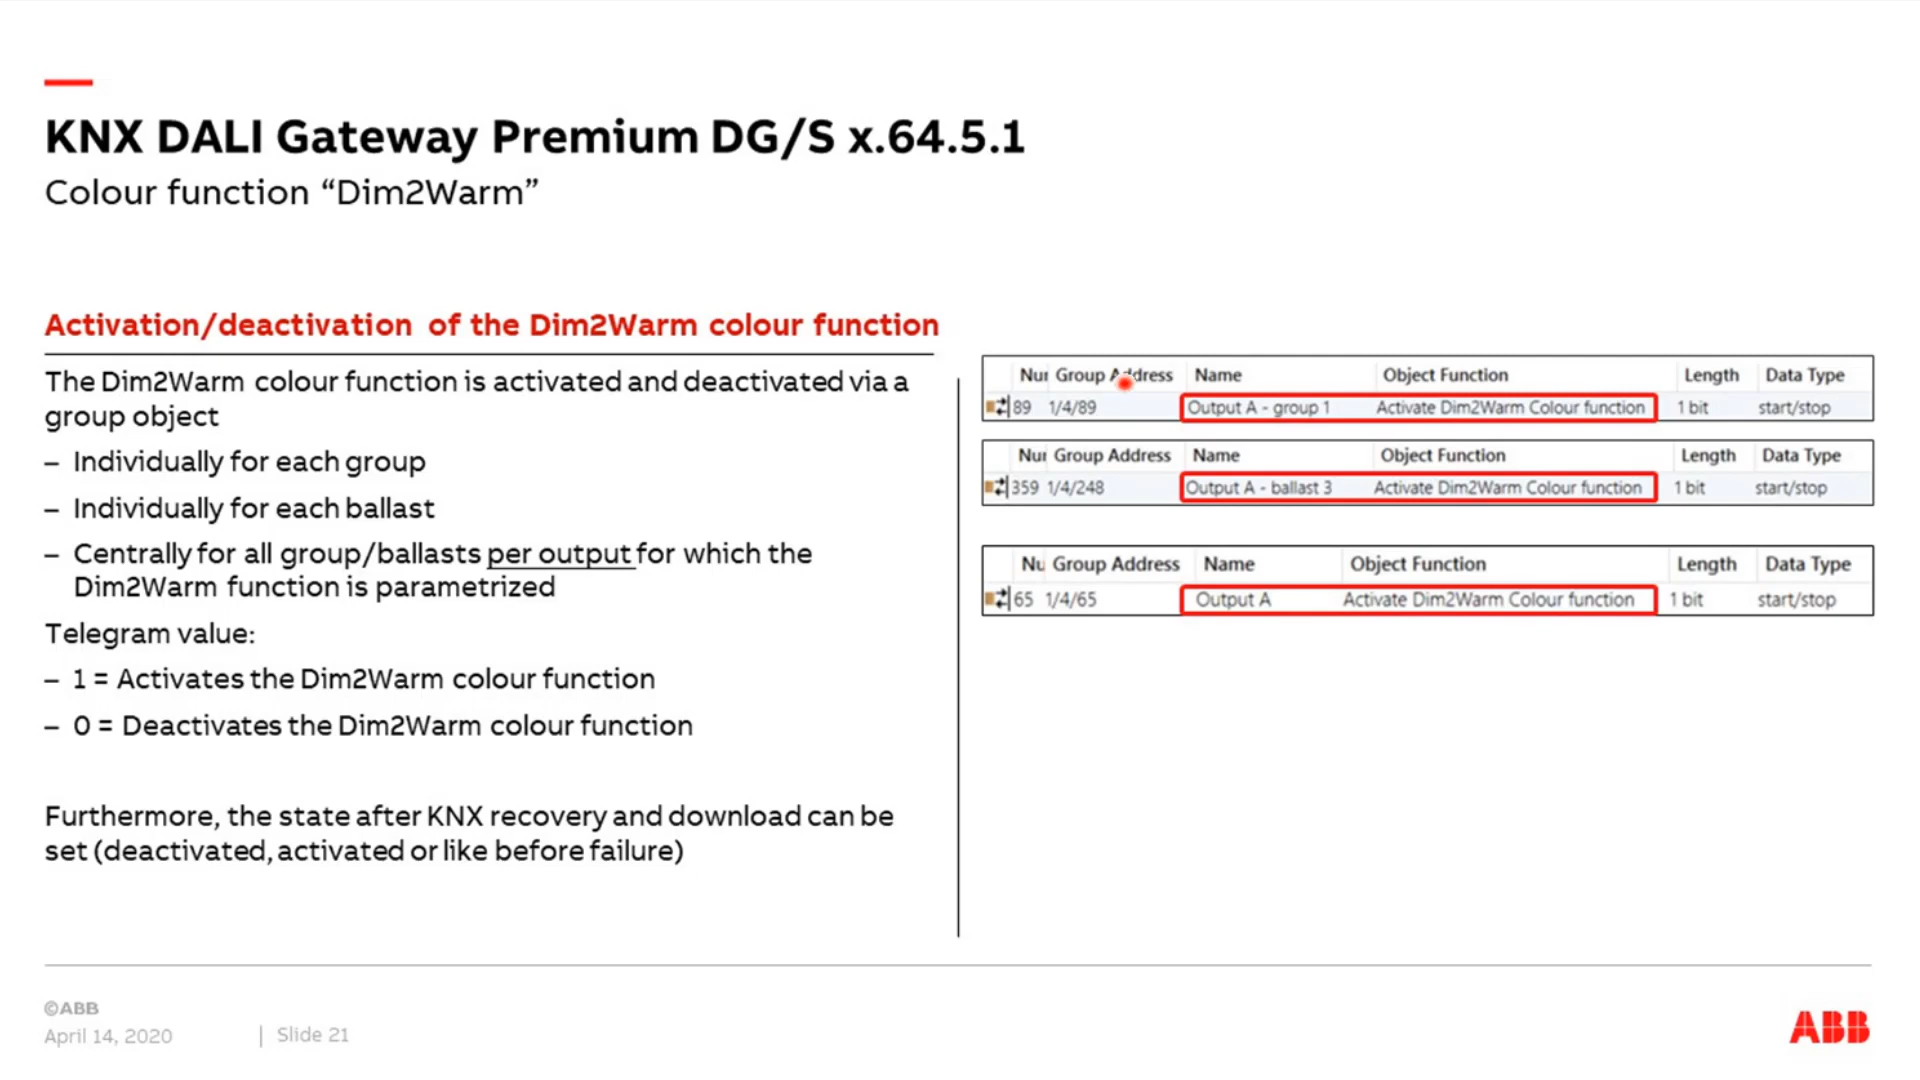 KNX DALI Gateway Premium DG/S x.64.5.1
Colour function “Dim2Warm”
Activation/deactivation of the Dim2Warm colour function
The Dim2Warm colour function is activated and deactivated via a
group object
– Individually for each group
– Individually for each ballast
– Centrally for all group/ballasts per output for which the
Dim2Warm function is parametrized
Telegram value:
– 1 = Activates the Dim2Warm colour function
– 0 = Deactivates the Dim2Warm colour function
Furthermore, the state after KNX recovery and download can be
set (deactivated, activated or like before failure)
Nur Group Address Name Object Function Length Data Type
89 1/4/89 Output A - group 1 Activate Dim2Warm Colour function 1 bit start/stop
Nur Group Address Name Object Function Length Data Type
359 1/4/248 Output A - ballast 3 Activate Dim2Warm Colour function 1 bit start/stop
Nu Group Address Name Object Function Length Data Type
65 1/4/65 Output A Activate Dim2Warm Colour function 1 bit start/stop
©ABB
April 14, 2020 | Slide 21
ABB